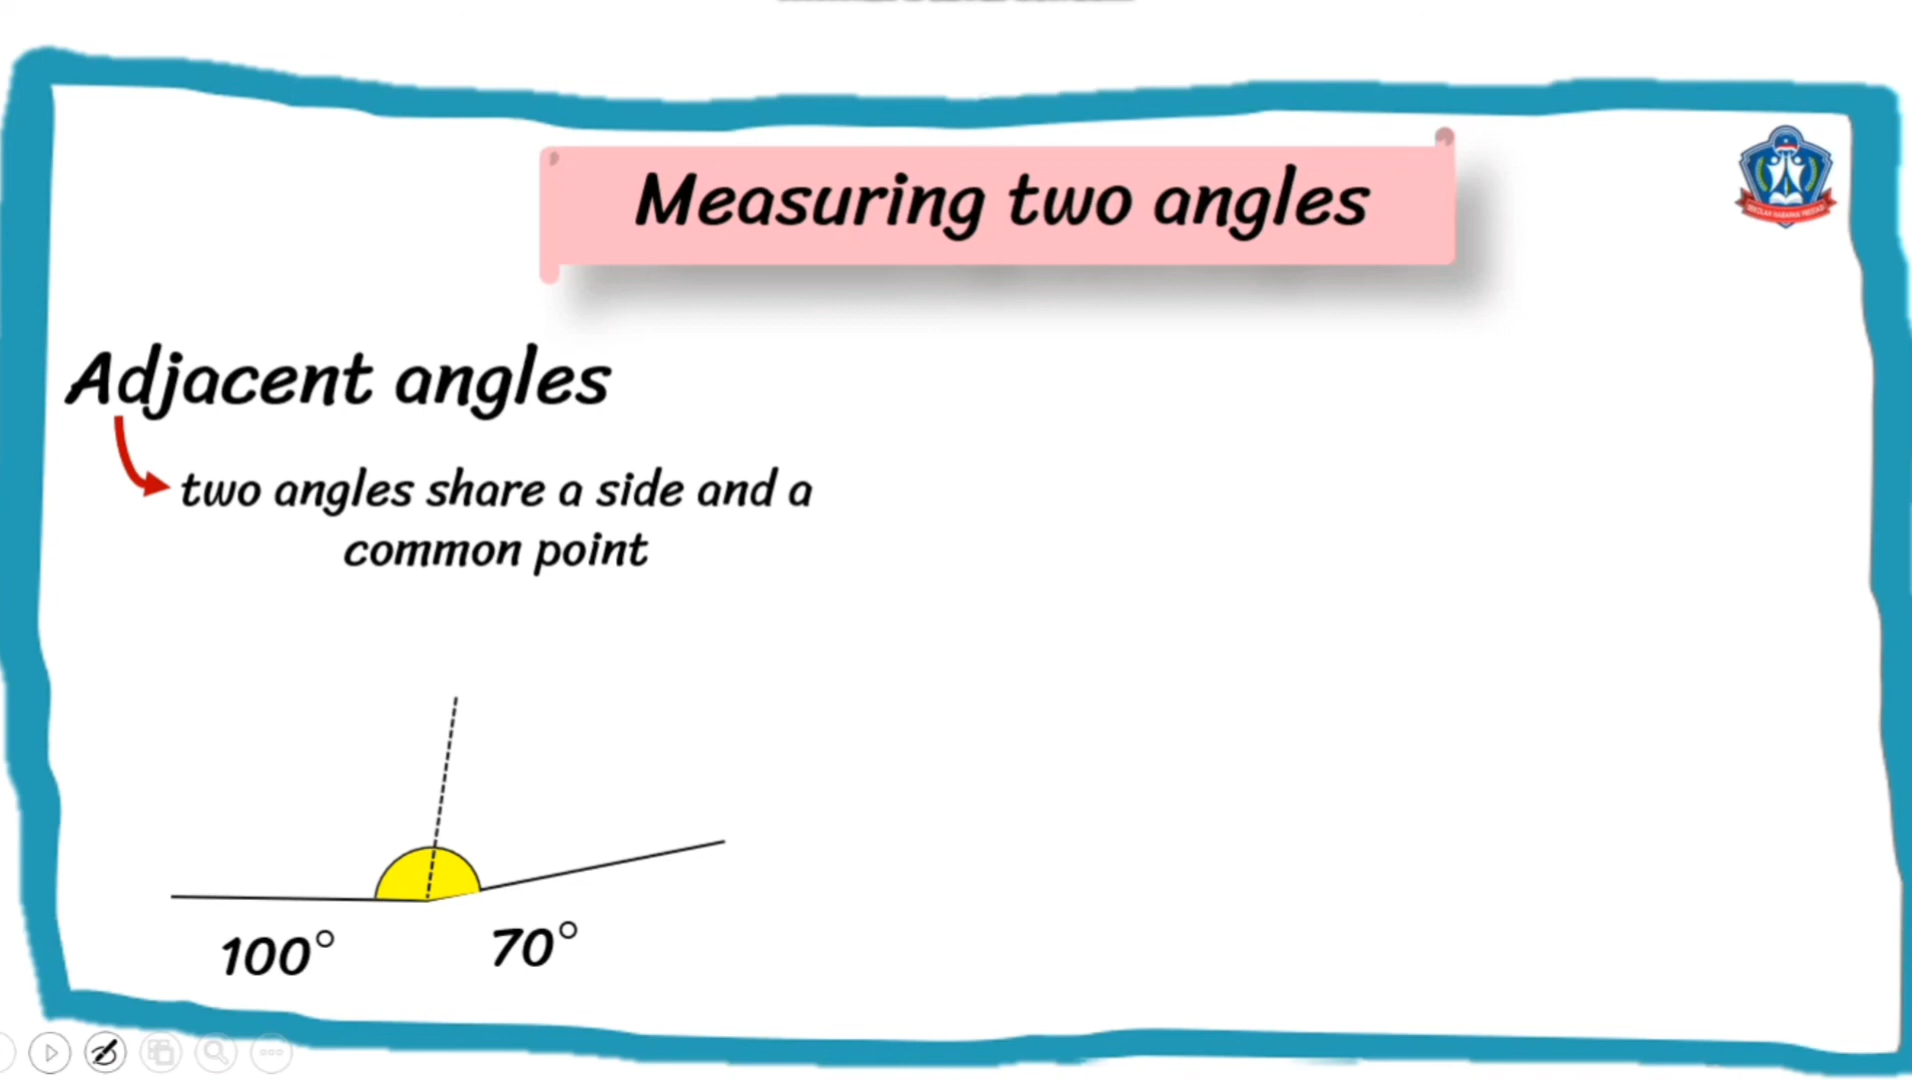 Measuring two angles
Adjacent angles
two angles share a side and a
common point
100°
70°